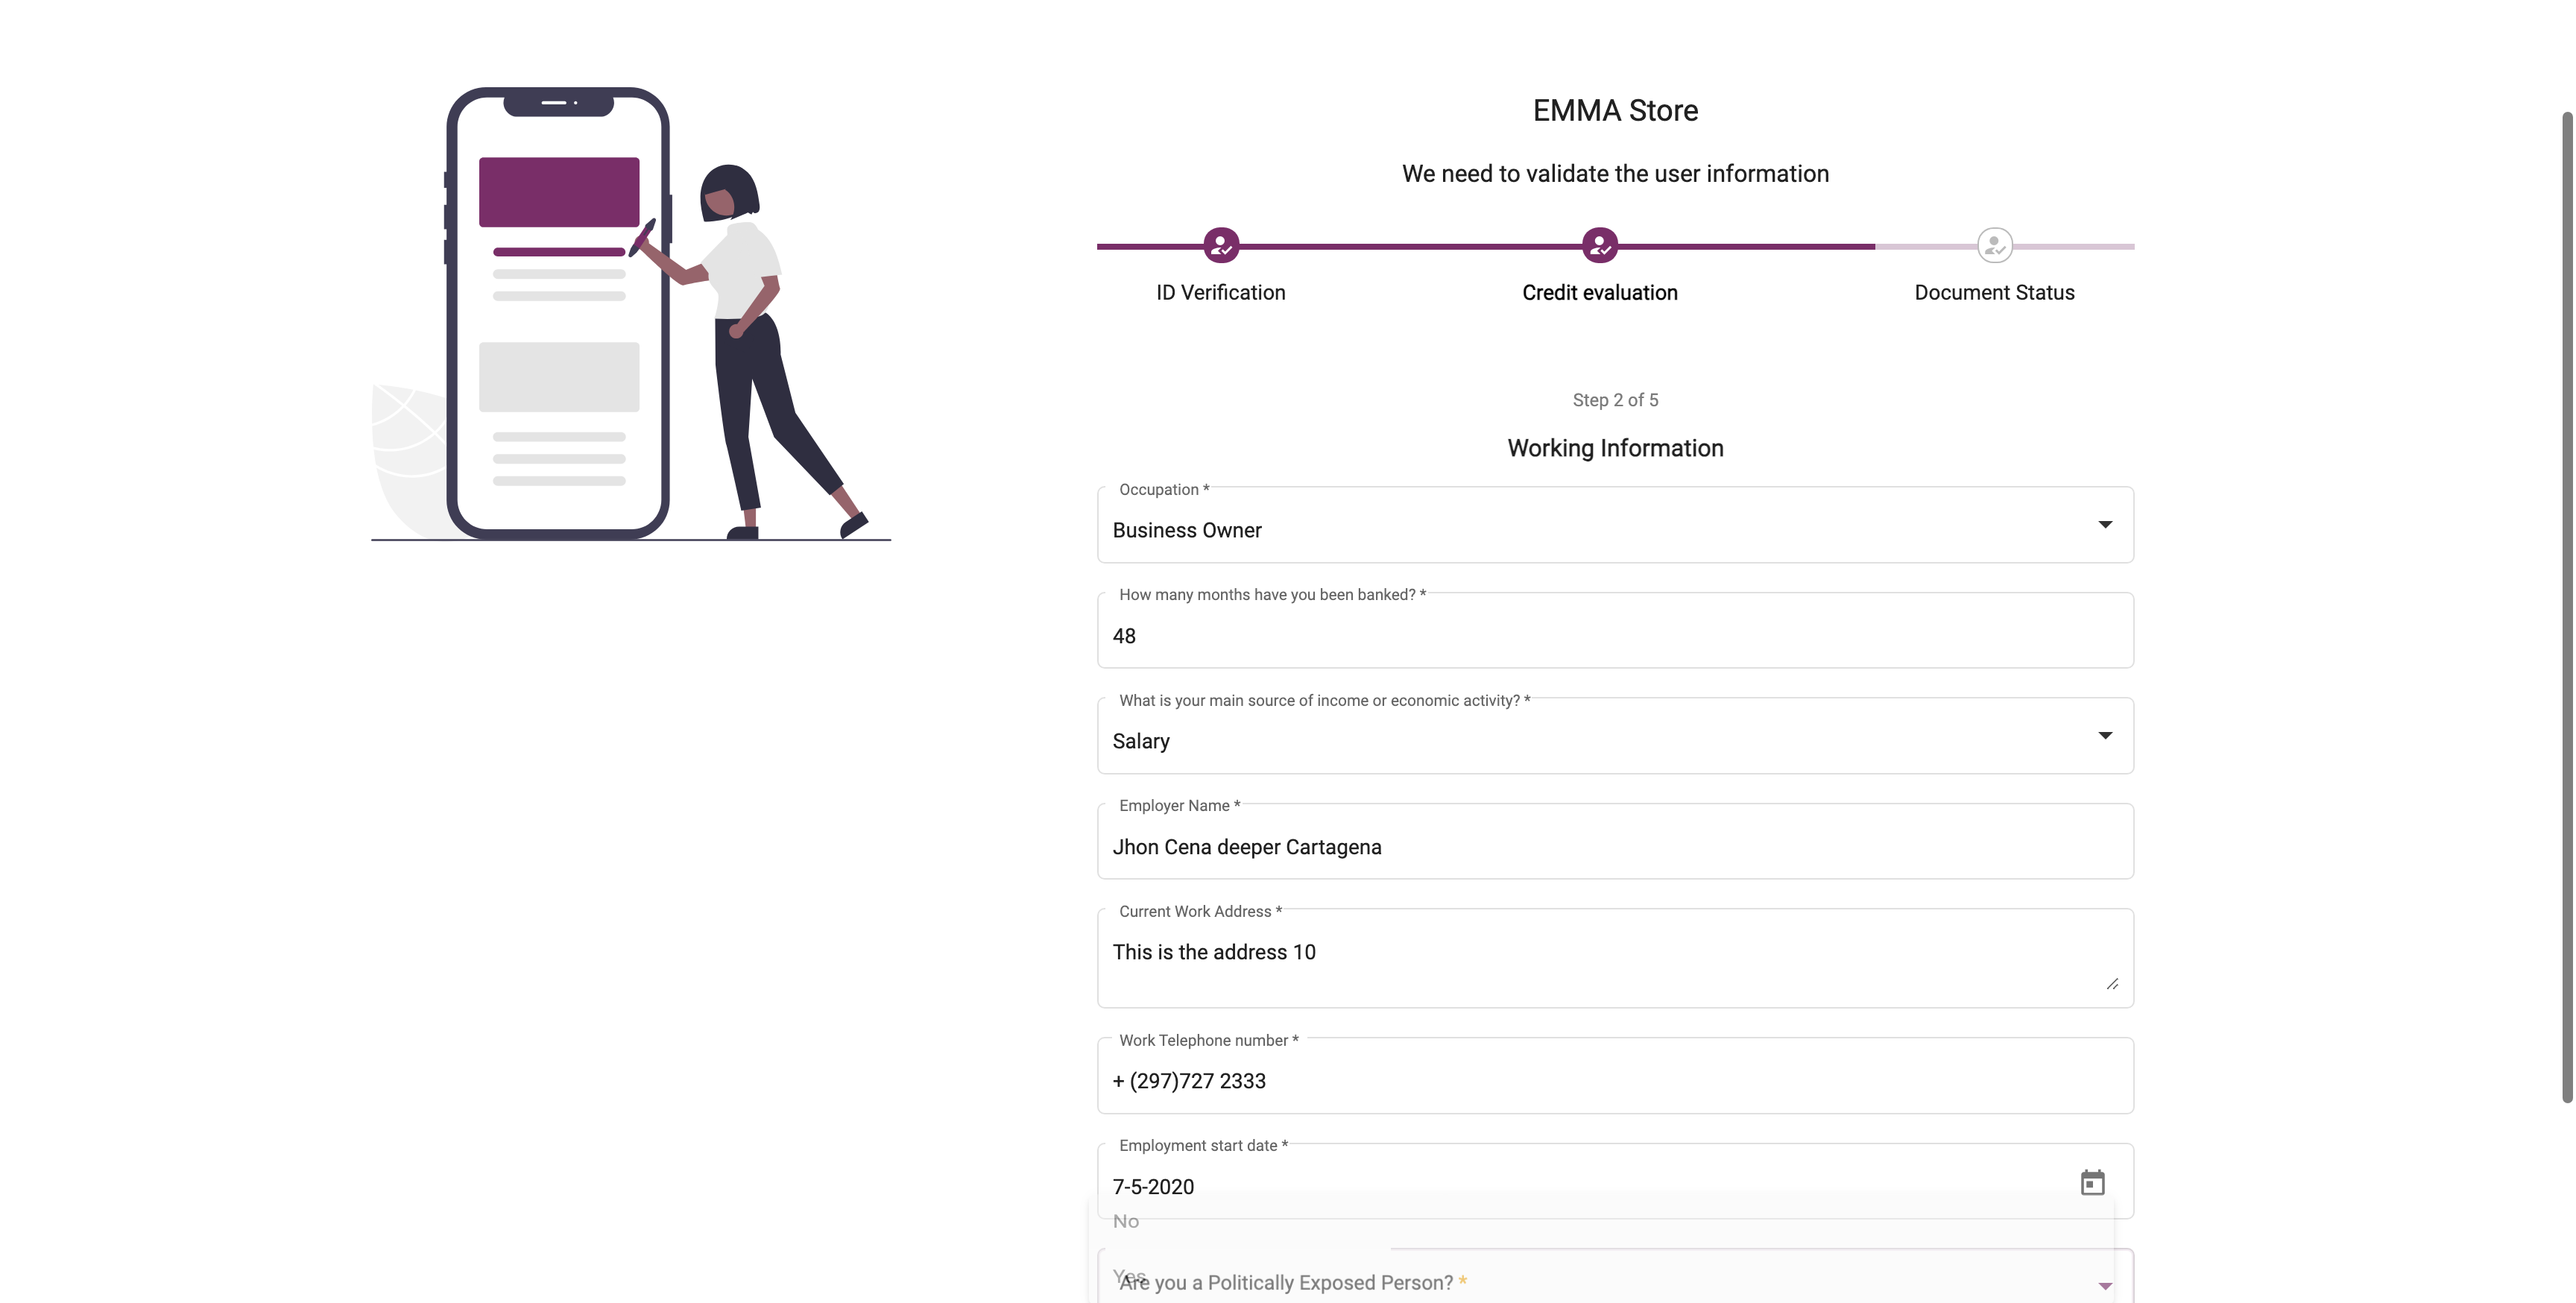 EMMA Store
We need to validate the user information
ID Verification
Credit evaluation
Document Status
Step 2 of 5
Working Information
Occupation *
Business Owner
How many months have you been banked? *
48
What is your main source of income or economic activity? *
Salary
Employer Name *
Jhon Cena deeper Cartagena
Current Work Address *
This is the address 10
Work Telephone number *
+ (297)727 2333
Employment start date *
7-5-2020
No
Yes
Are you a Politically Exposed Person? *